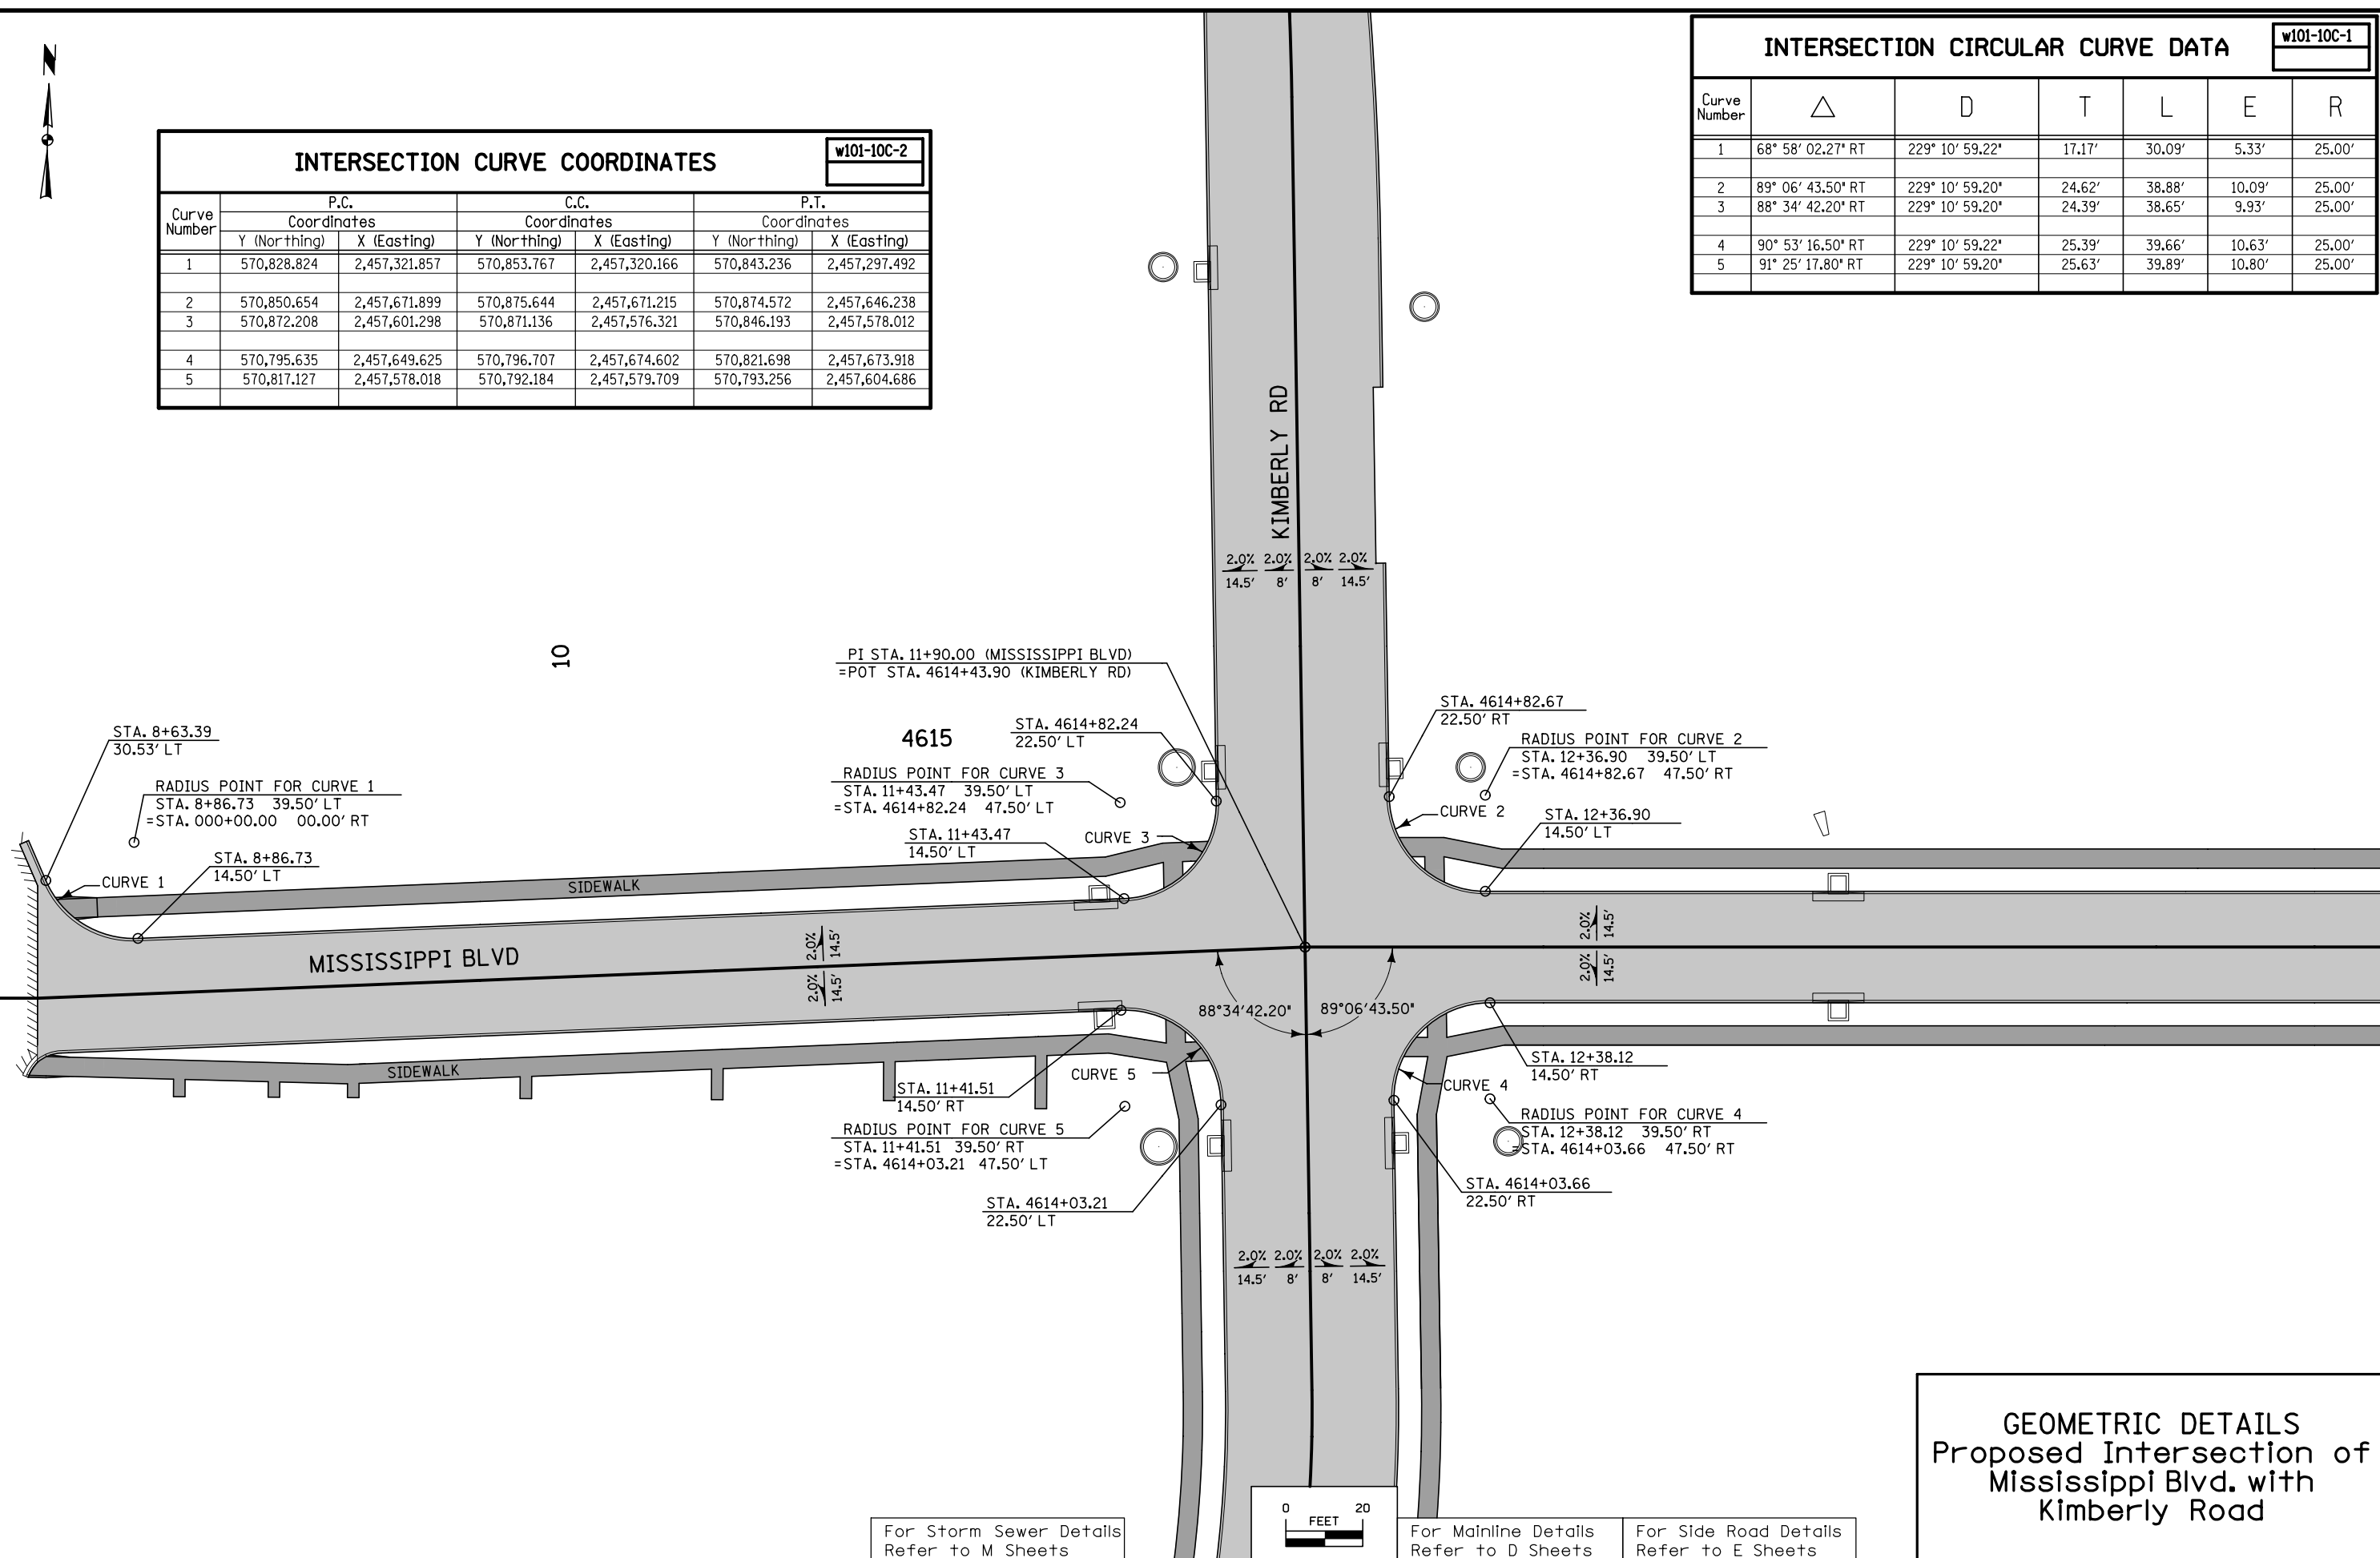 N
INTERSECTION CURVE COORDINATES
w101-10C-2
Curve Number P.C. C.C. P.T.
Coordinates Coordinates Coordinates
Y (Northing) X (Easting) Y (Northing) X (Easting) Y (Northing) X (Easting)
1 570,828.824 2,457,321.857 570,853.767 2,457,320.166 570,843.236 2,457,297.492
2 570,850.654 2,457,671.899 570,875.644 2,457,671.215 570,874.572 2,457,646.238
3 570,872.208 2,457,601.298 570,871.136 2,457,576.321 570,846.193 2,457,578.012
4 570,795.635 2,457,649.625 570,796.707 2,457,674.602 570,821.698 2,457,673.918
5 570,817.127 2,457,578.018 570,792.184 2,457,579.709 570,793.256 2,457,604.686
INTERSECTION CIRCULAR CURVE DATA
w101-10C-1
Curve Number △ D T L E R
1 68° 58' 02.27" RT 229° 10' 59.22" 17.17' 30.09' 5.33' 25.00'
2 89° 06' 43.50" RT 229° 10' 59.20" 24.62' 38.88' 10.09' 25.00'
3 88° 34' 42.20" RT 229° 10' 59.20" 24.39' 38.65' 9.93' 25.00'
4 90° 53' 16.50" RT 229° 10' 59.22" 25.39' 39.66' 10.63' 25.00'
5 91° 25' 17.80" RT 229° 10' 59.20" 25.63' 39.89' 10.80' 25.00'
KIMBERLY RD
2.0% 2.0% 2.0% 2.0%
14.5' 8' 8' 14.5'
10
PI STA. 11+90.00 (MISSISSIPPI BLVD)
=POT STA. 4614+43.90 (KIMBERLY RD)
4615
STA. 4614+82.24
22.50' LT
STA. 4614+82.67
22.50' RT
STA. 8+63.39
30.53' LT
RADIUS POINT FOR CURVE 1
STA. 8+86.73 39.50' LT
=STA. 000+00.00 00.00' RT
RADIUS POINT FOR CURVE 3
STA. 11+43.47 39.50' LT
=STA. 4614+82.24 47.50' LT
RADIUS POINT FOR CURVE 2
STA. 12+36.90 39.50' LT
=STA. 4614+82.67 47.50' RT
STA. 8+86.73
14.50' LT
STA. 11+43.47
14.50' LT
CURVE 3
CURVE 2
STA. 12+36.90
14.50' LT
CURVE 1
SIDEWALK
MISSISSIPPI BLVD
2.0%
14.5'
2.0%
14.5'
2.0%
14.5'
2.0%
14.5'
88°34'42.20"
89°06'43.50"
SIDEWALK
STA. 11+41.51
14.50' RT
CURVE 5
CURVE 4
STA. 12+38.12
14.50' RT
RADIUS POINT FOR CURVE 5
STA. 11+41.51 39.50' RT
=STA. 4614+03.21 47.50' LT
RADIUS POINT FOR CURVE 4
STA. 12+38.12 39.50' RT
=STA. 4614+03.66 47.50' RT
STA. 4614+03.21
22.50' LT
STA. 4614+03.66
22.50' RT
2.0% 2.0% 2.0% 2.0%
14.5' 8' 8' 14.5'
GEOMETRIC DETAILS
Proposed Intersection of
Mississippi Blvd. with
Kimberly Road
0 20
FEET
For Storm Sewer Details
Refer to M Sheets
For Mainline Details
Refer to D Sheets
For Side Road Details
Refer to E Sheets